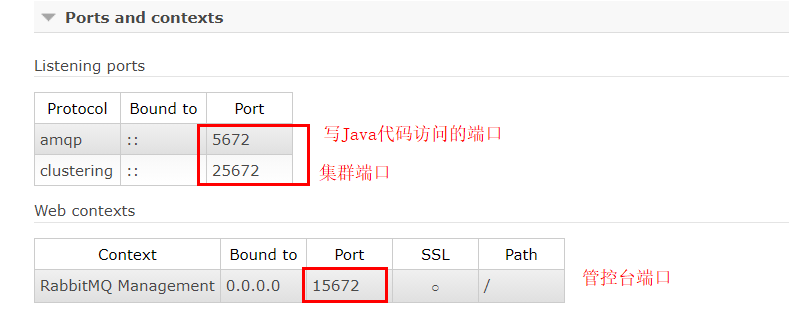 Ports and contexts
Listening ports
Protocol Bound to Port
amqp :: 5672 写Java代码访问的端口
clustering :: 25672 集群端口
Web contexts
Context Bound to Port SSL Path
RabbitMQ Management 0.0.0.0 15672 ○ / 管控台端口